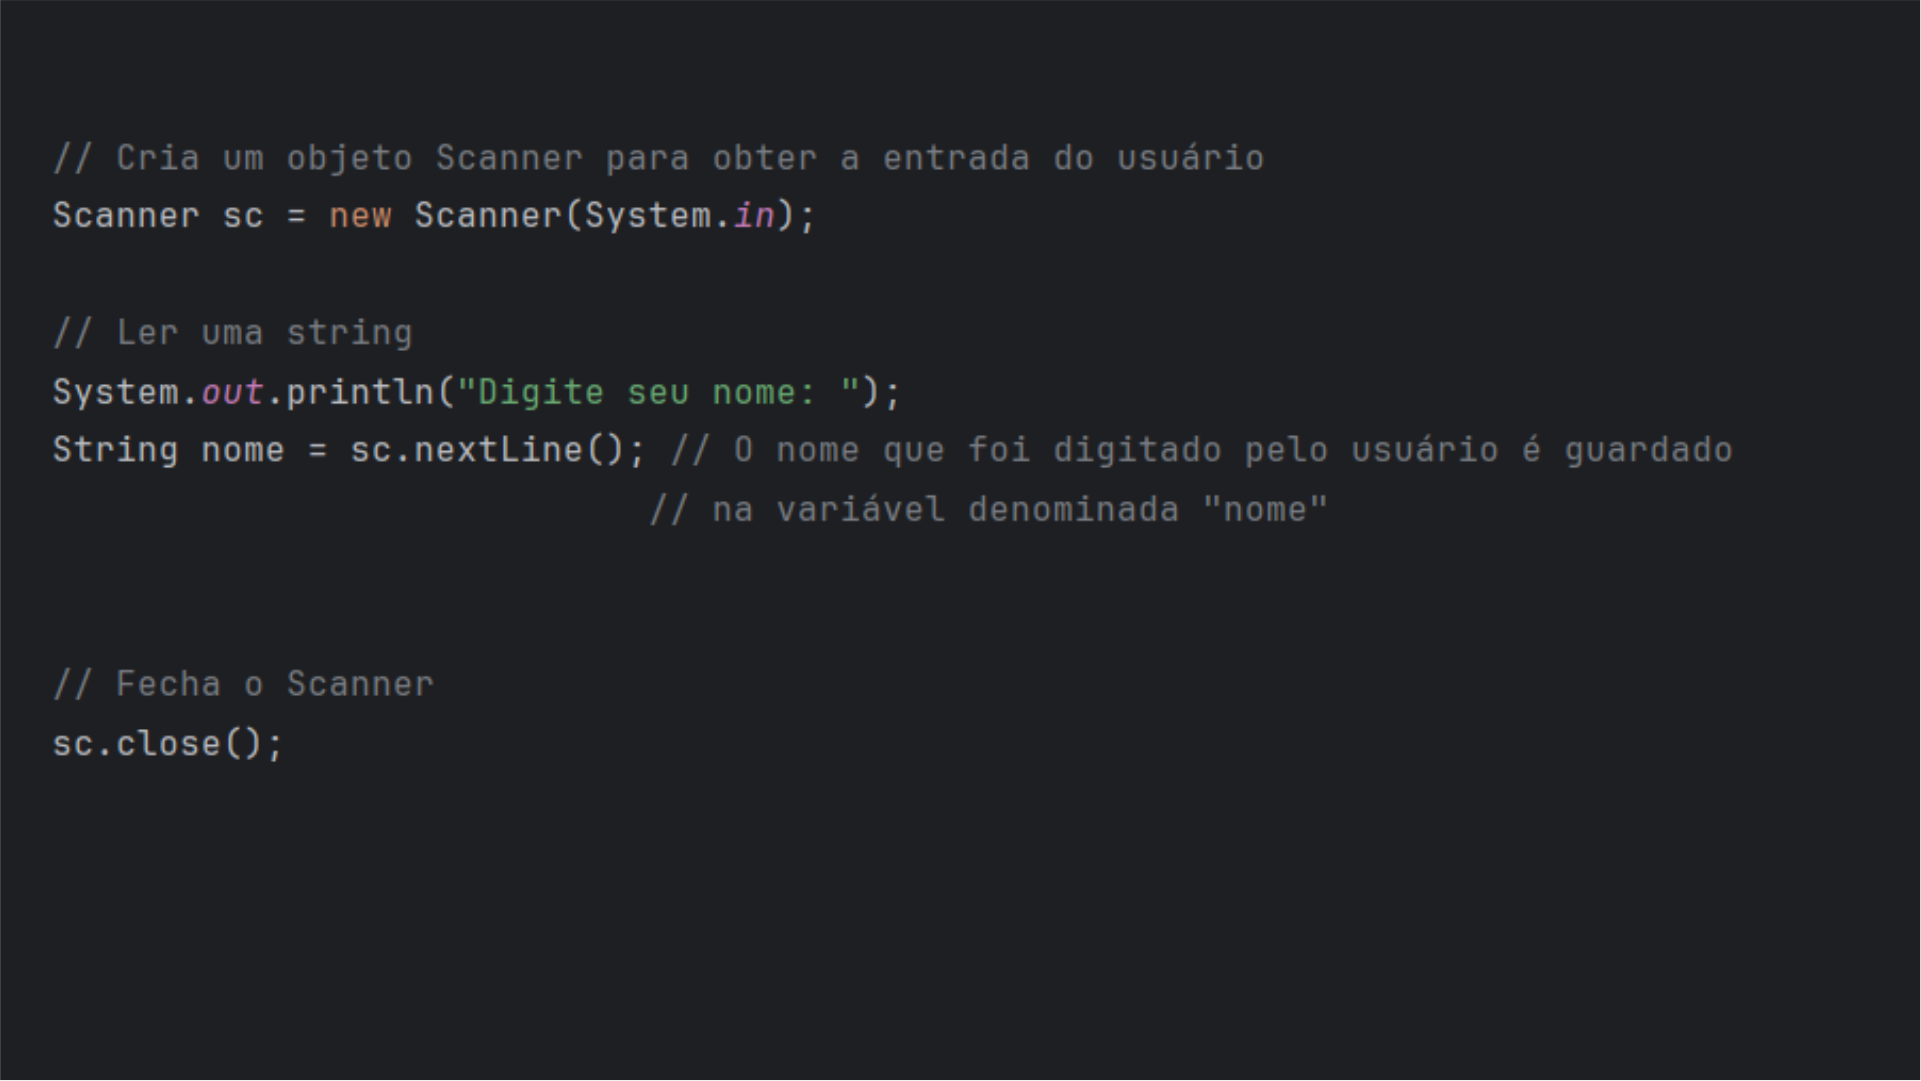 // Cria um objeto Scanner para obter a entrada do usuário
Scanner sc = new Scanner(System.in);
// Ler uma string
System.out.println("Digite seu nome: ");
String nome = sc.nextLine(); // O nome que foi digitado pelo usuário é guardado
// na variável denominada "nome"
// Fecha o Scanner
sc.close();